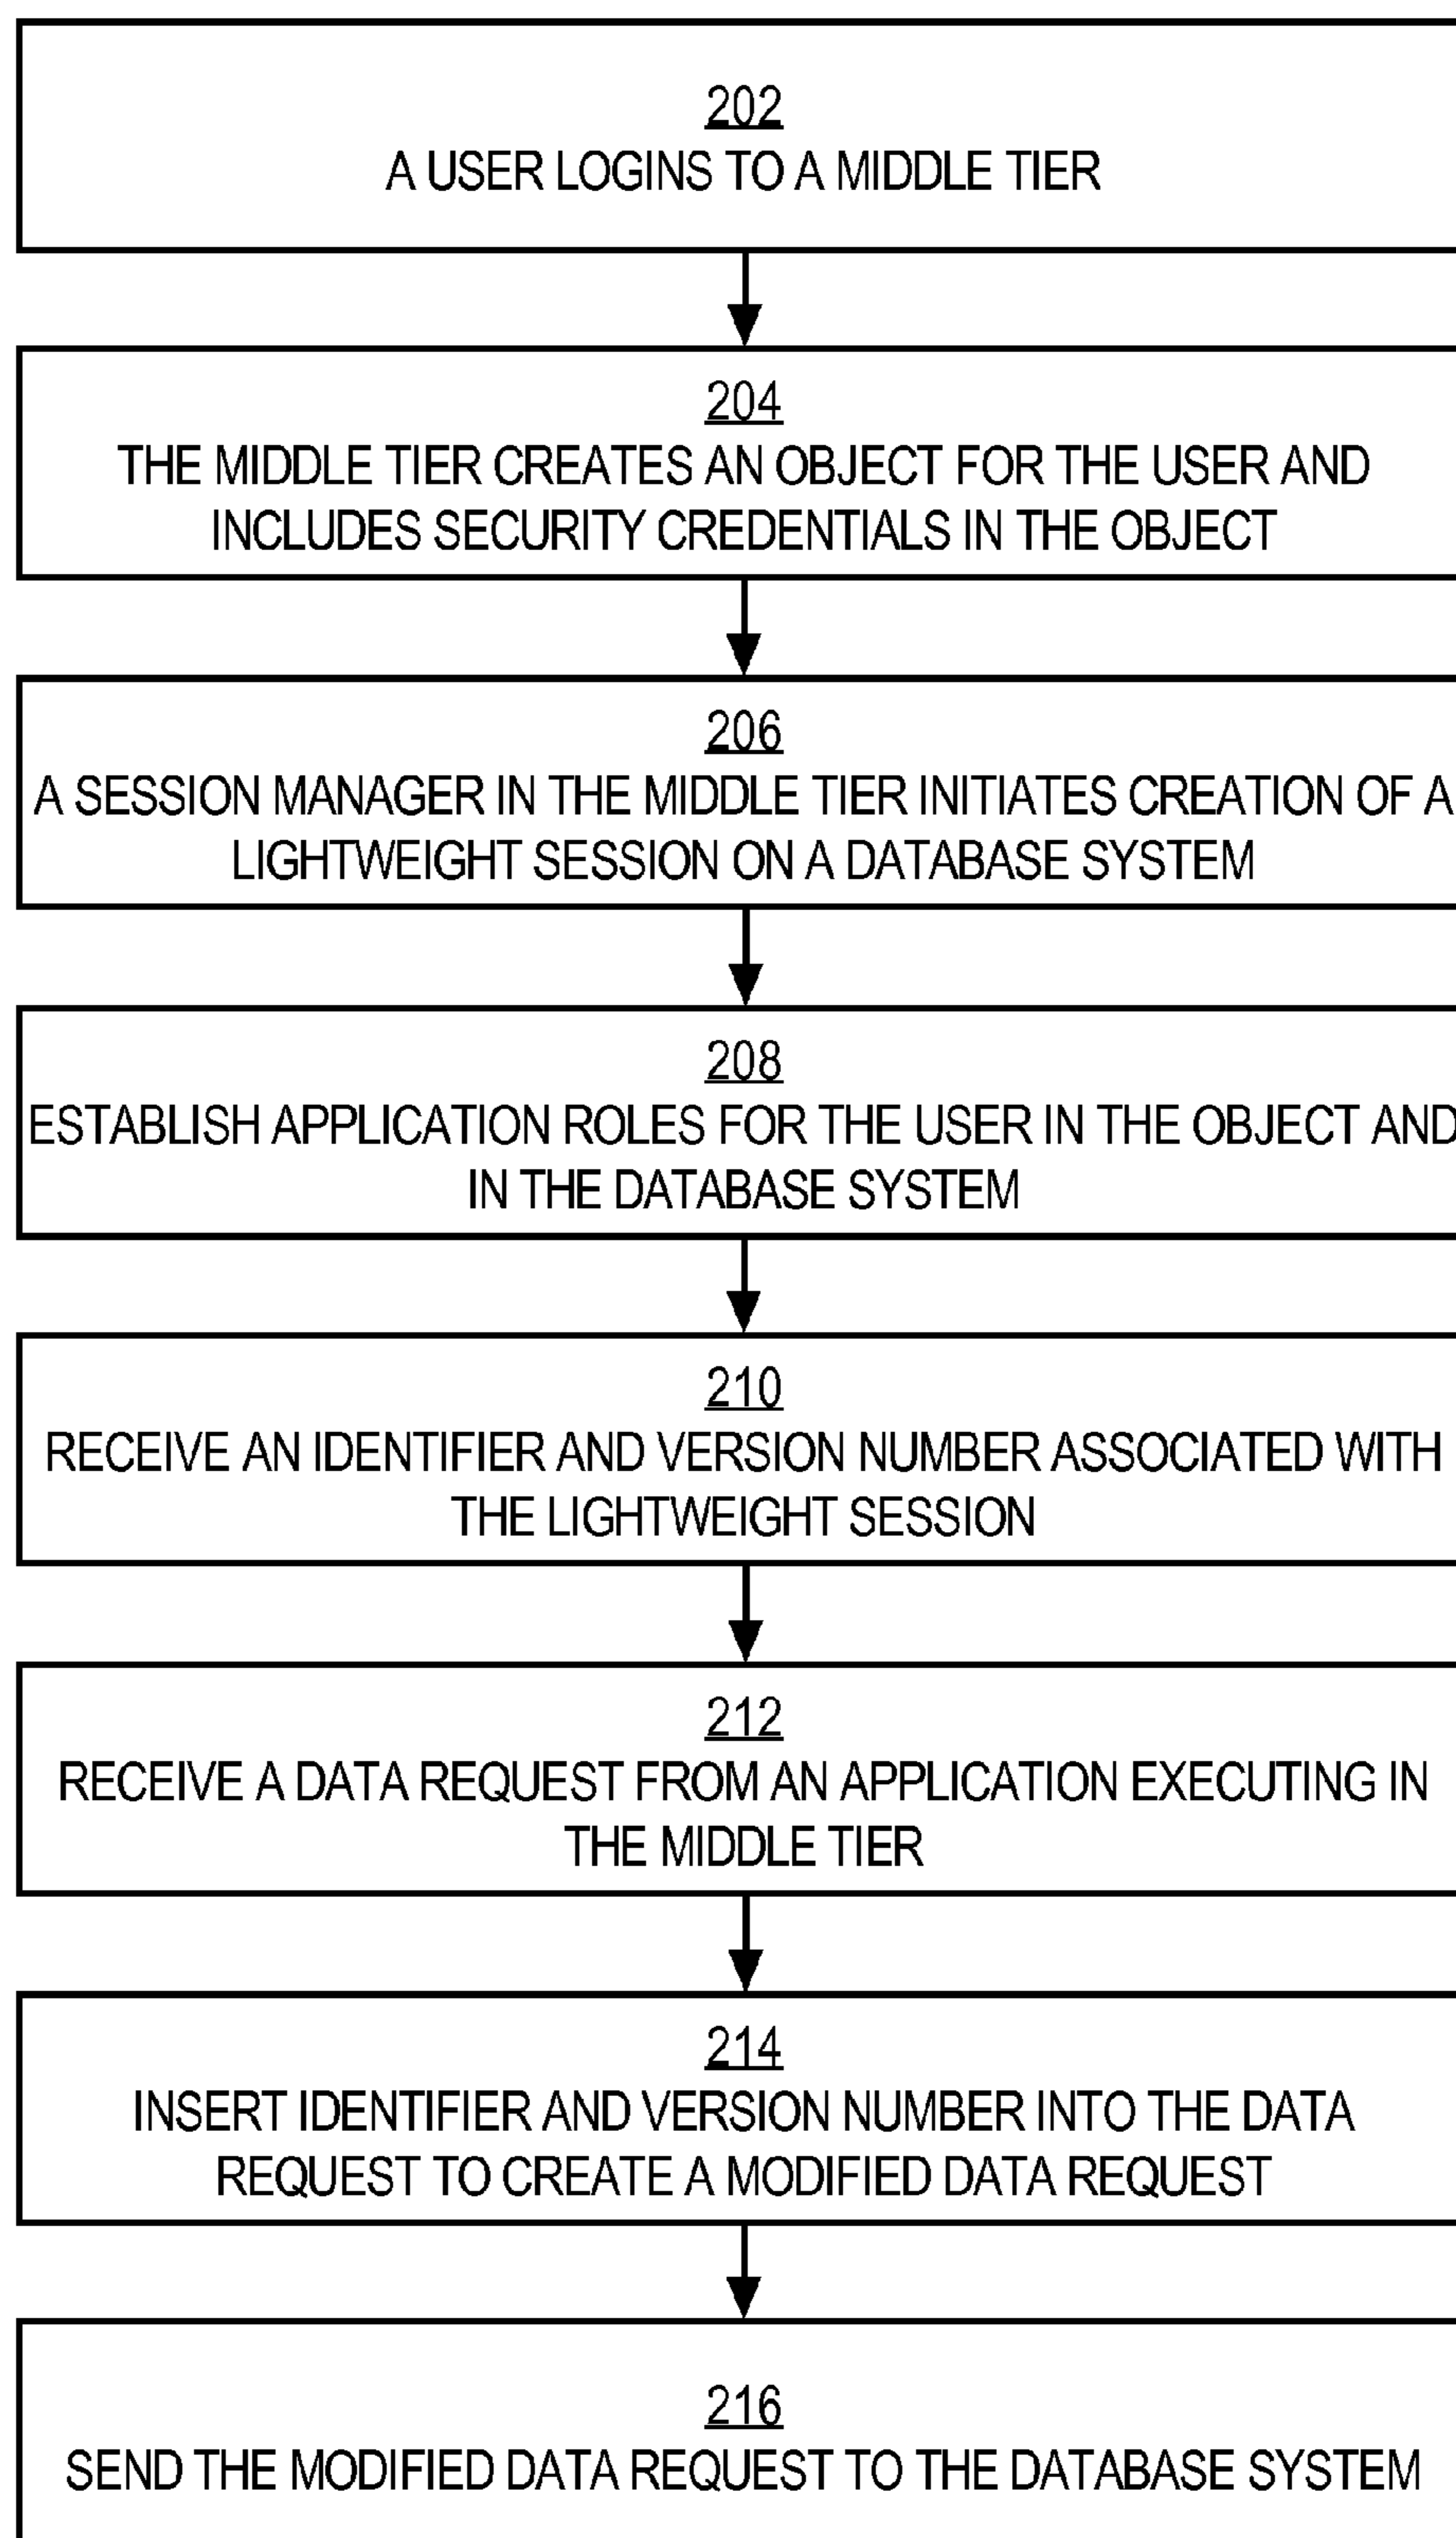 202
A USER LOGINS TO A MIDDLE TIER
204
THE MIDDLE TIER CREATES AN OBJECT FOR THE USER AND
INCLUDES SECURITY CREDENTIALS IN THE OBJECT
206
A SESSION MANAGER IN THE MIDDLE TIER INITIATES CREATION OF A
LIGHTWEIGHT SESSION ON A DATABASE SYSTEM
208
ESTABLISH APPLICATION ROLES FOR THE USER IN THE OBJECT AND
IN THE DATABASE SYSTEM
210
RECEIVE AN IDENTIFIER AND VERSION NUMBER ASSOCIATED WITH
THE LIGHTWEIGHT SESSION
212
RECEIVE A DATA REQUEST FROM AN APPLICATION EXECUTING IN
THE MIDDLE TIER
214
INSERT IDENTIFIER AND VERSION NUMBER INTO THE DATA
REQUEST TO CREATE A MODIFIED DATA REQUEST
216
SEND THE MODIFIED DATA REQUEST TO THE DATABASE SYSTEM